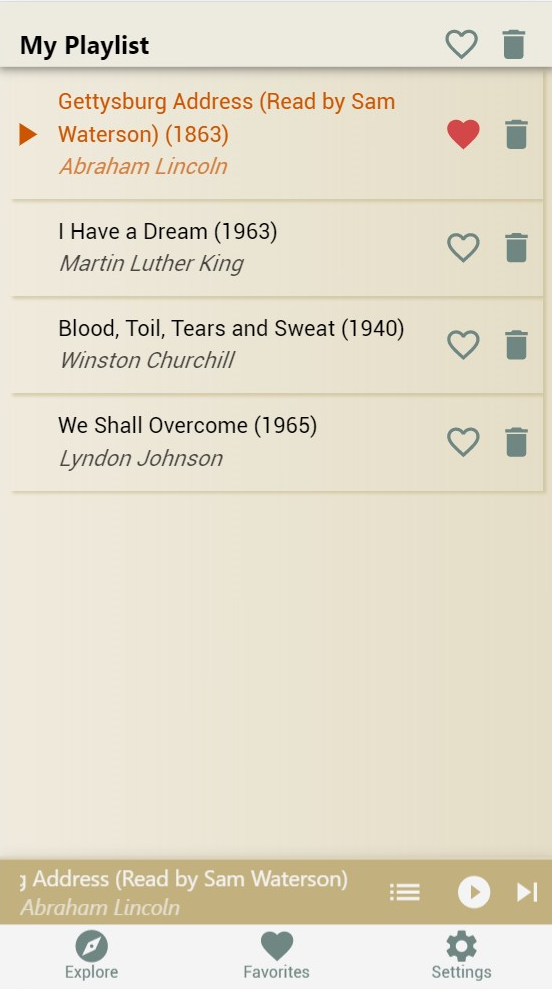 My Playlist
Gettysburg Address (Read by Sam
Waterson) (1863)
Abraham Lincoln
I Have a Dream (1963)
Martin Luther King
Blood, Toil, Tears and Sweat (1940)
Winston Churchill
We Shall Overcome (1965)
Lyndon Johnson
g Address (Read by Sam Waterson)
Abraham Lincoln
Explore
Favorites
Settings